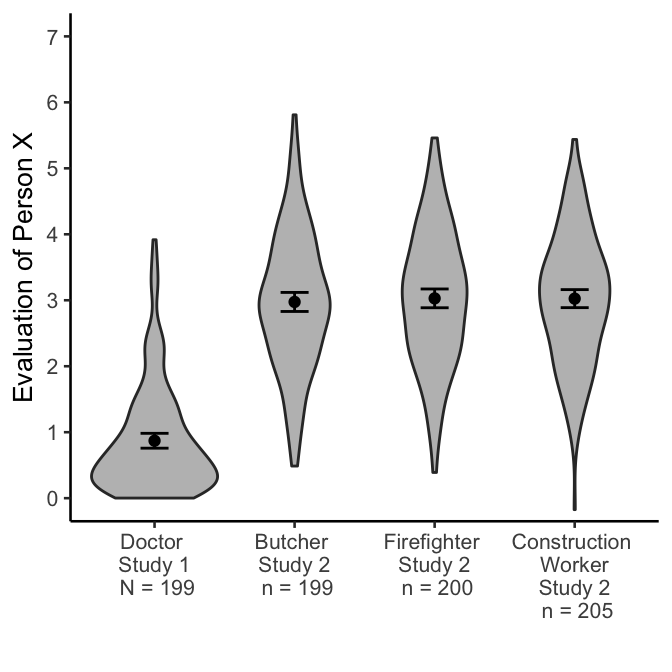 Evaluation of Person X
7
6
5
4
3
2
1
0
Doctor
Study 1
N = 199
Butcher
Study 2
n = 199
Firefighter
Study 2
n = 200
Construction
Worker
Study 2
n = 205